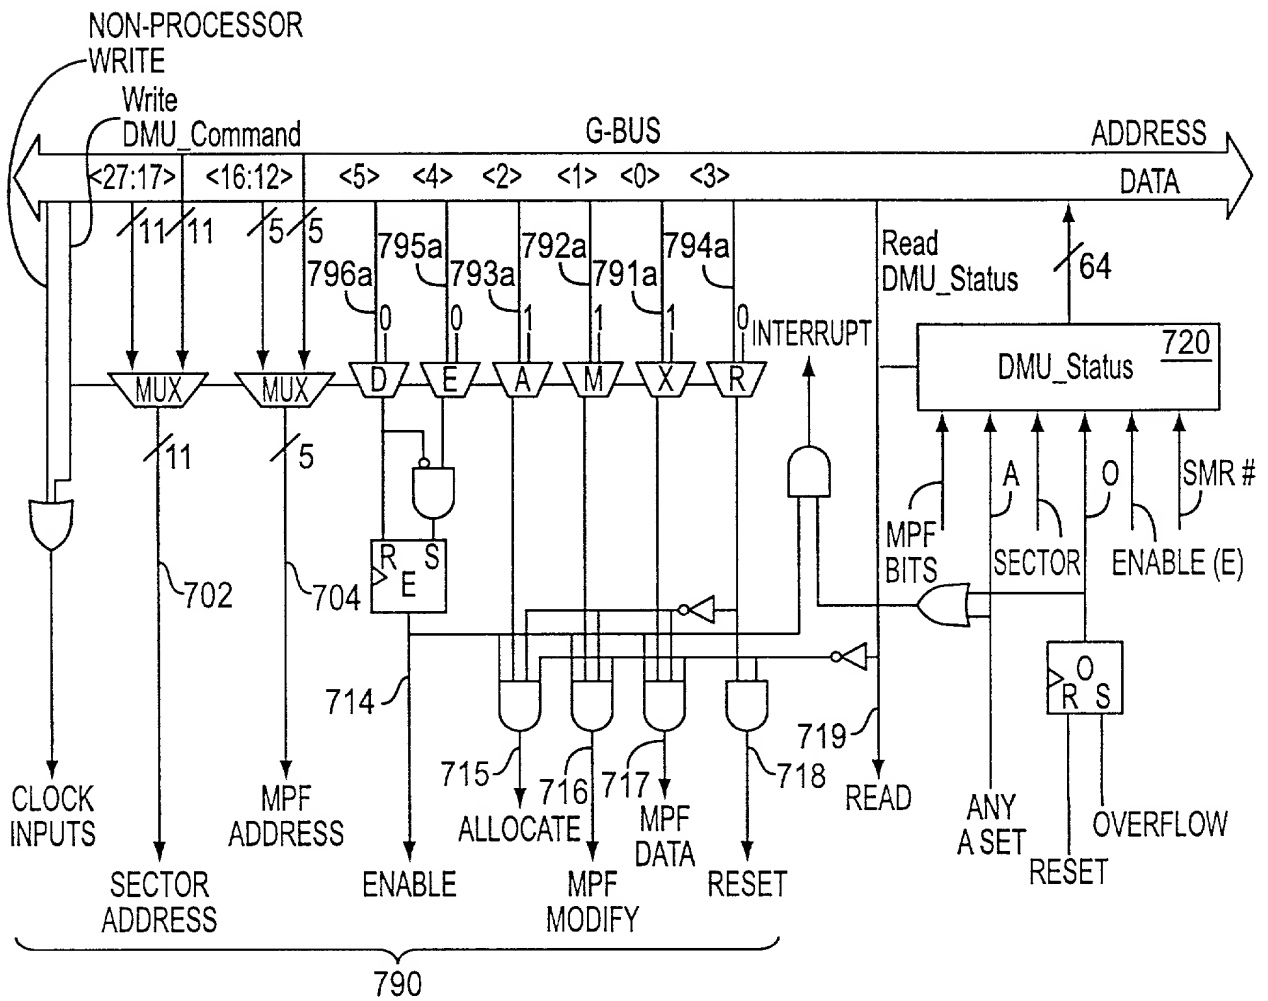 NON-PROCESSOR
WRITE
Write
DMU_Command
G-BUS
ADDRESS
<27:17>
<16:12>
<5>
<4>
<2>
<1>
<0>
<3>
DATA
11
11
5
5
796a
795a
793a
792a
791a
794a
Read
DMU_Status
64
0
0
1
1
1
0
INTERRUPT
DMU_Status
720
MUX
MUX
D
E
A
M
X
R
11
5
MPF
BITS
A
SECTOR
O
ENABLE (E)
SMR #
R
S
E
702
704
O
R
S
714
715
716
717
718
719
CLOCK
INPUTS
MPF
ADDRESS
ALLOCATE
MPF
DATA
READ
ANY
A SET
OVERFLOW
RESET
SECTOR
ADDRESS
ENABLE
MPF
MODIFY
RESET
790